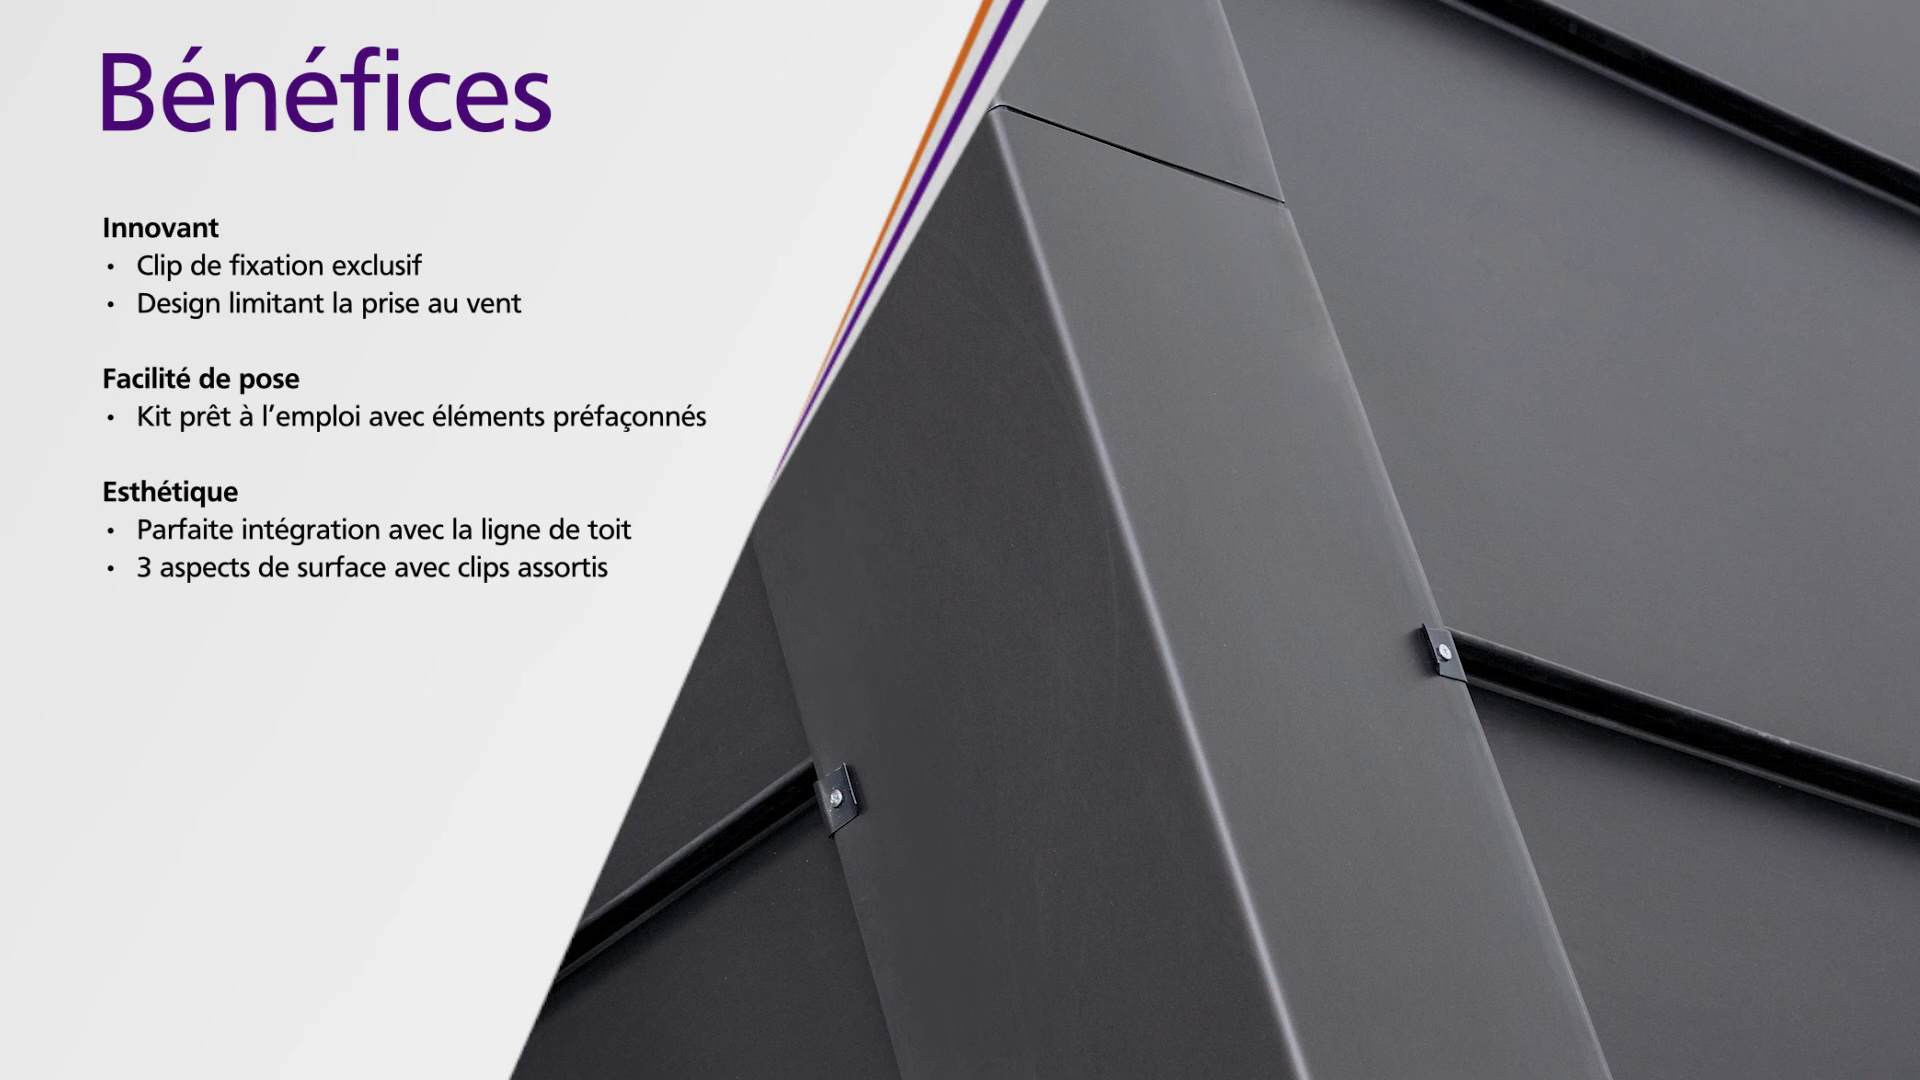 Bénéfices
Innovant
• Clip de fixation exclusif
• Design limitant la prise au vent
Facilité de pose
• Kit prêt à l’emploi avec éléments préfaçonnés
Esthétique
• Parfaite intégration avec la ligne de toit
• 3 aspects de surface avec clips assortis